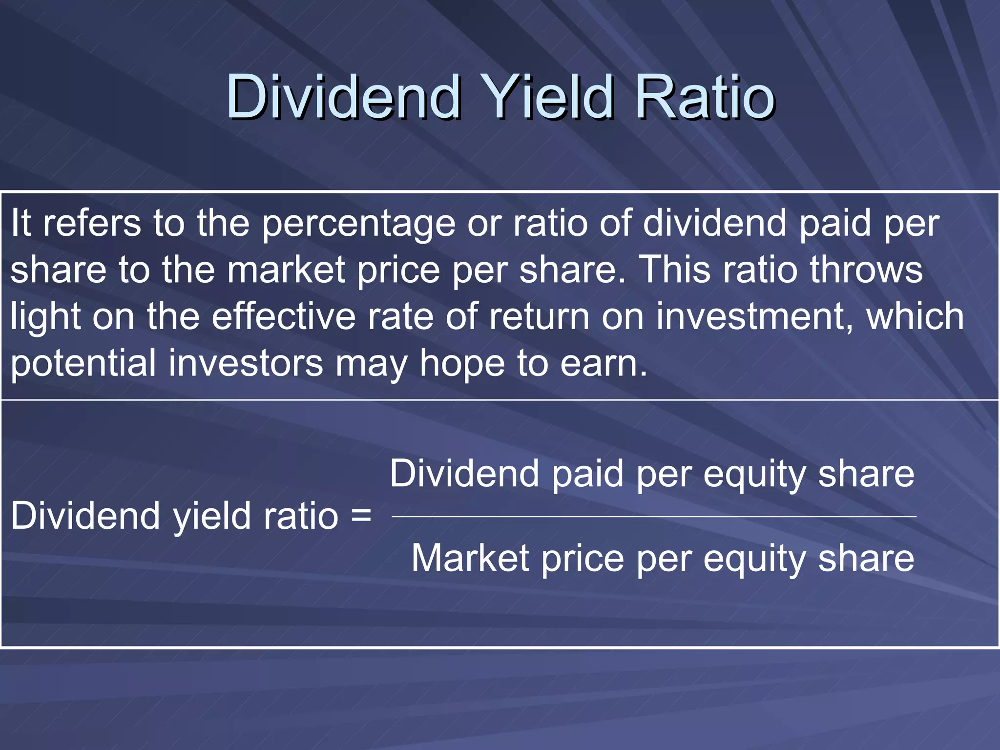 Dividend Yield Ratio
It refers to the percentage or ratio of dividend paid per
share to the market price per share. This ratio throws
light on the effective rate of return on investment, which
potential investors may hope to earn.
Dividend paid per equity share
Dividend yield ratio =
Market price per equity share